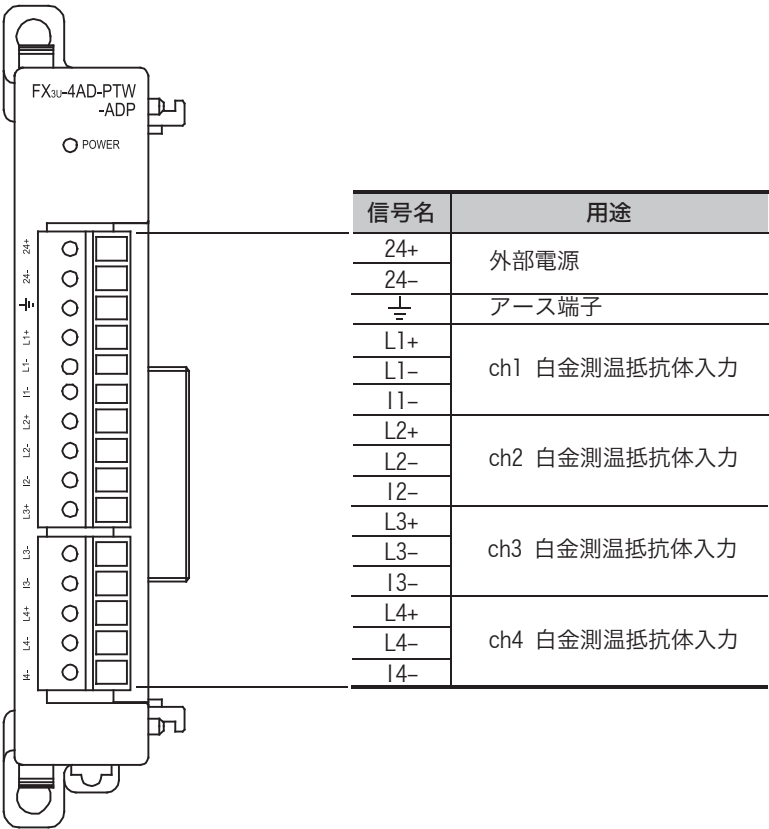 FX3U-4AD-PTW
-ADP
POWER
24+
24-
L1+
L1-
I1-
L2+
L2-
I2-
L3+
L3-
I3-
L4+
L4-
I4-
信号名 用途
24+ 外部電源
24–
アース端子
L1+
L1– ch1 白金測温抵抗体入力
I1–
L2+
L2– ch2 白金測温抵抗体入力
I2–
L3+
L3– ch3 白金測温抵抗体入力
I3–
L4+
L4– ch4 白金測温抵抗体入力
I4–